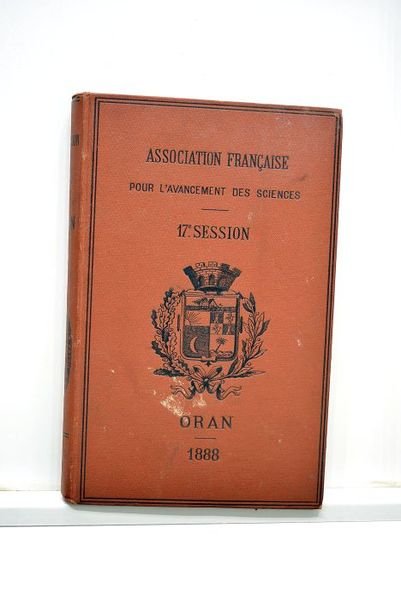 ASSOCIATION FRANÇAISE
POUR L'AVANCEMENT DES SCIENCES
17E SESSION
ORAN
1888